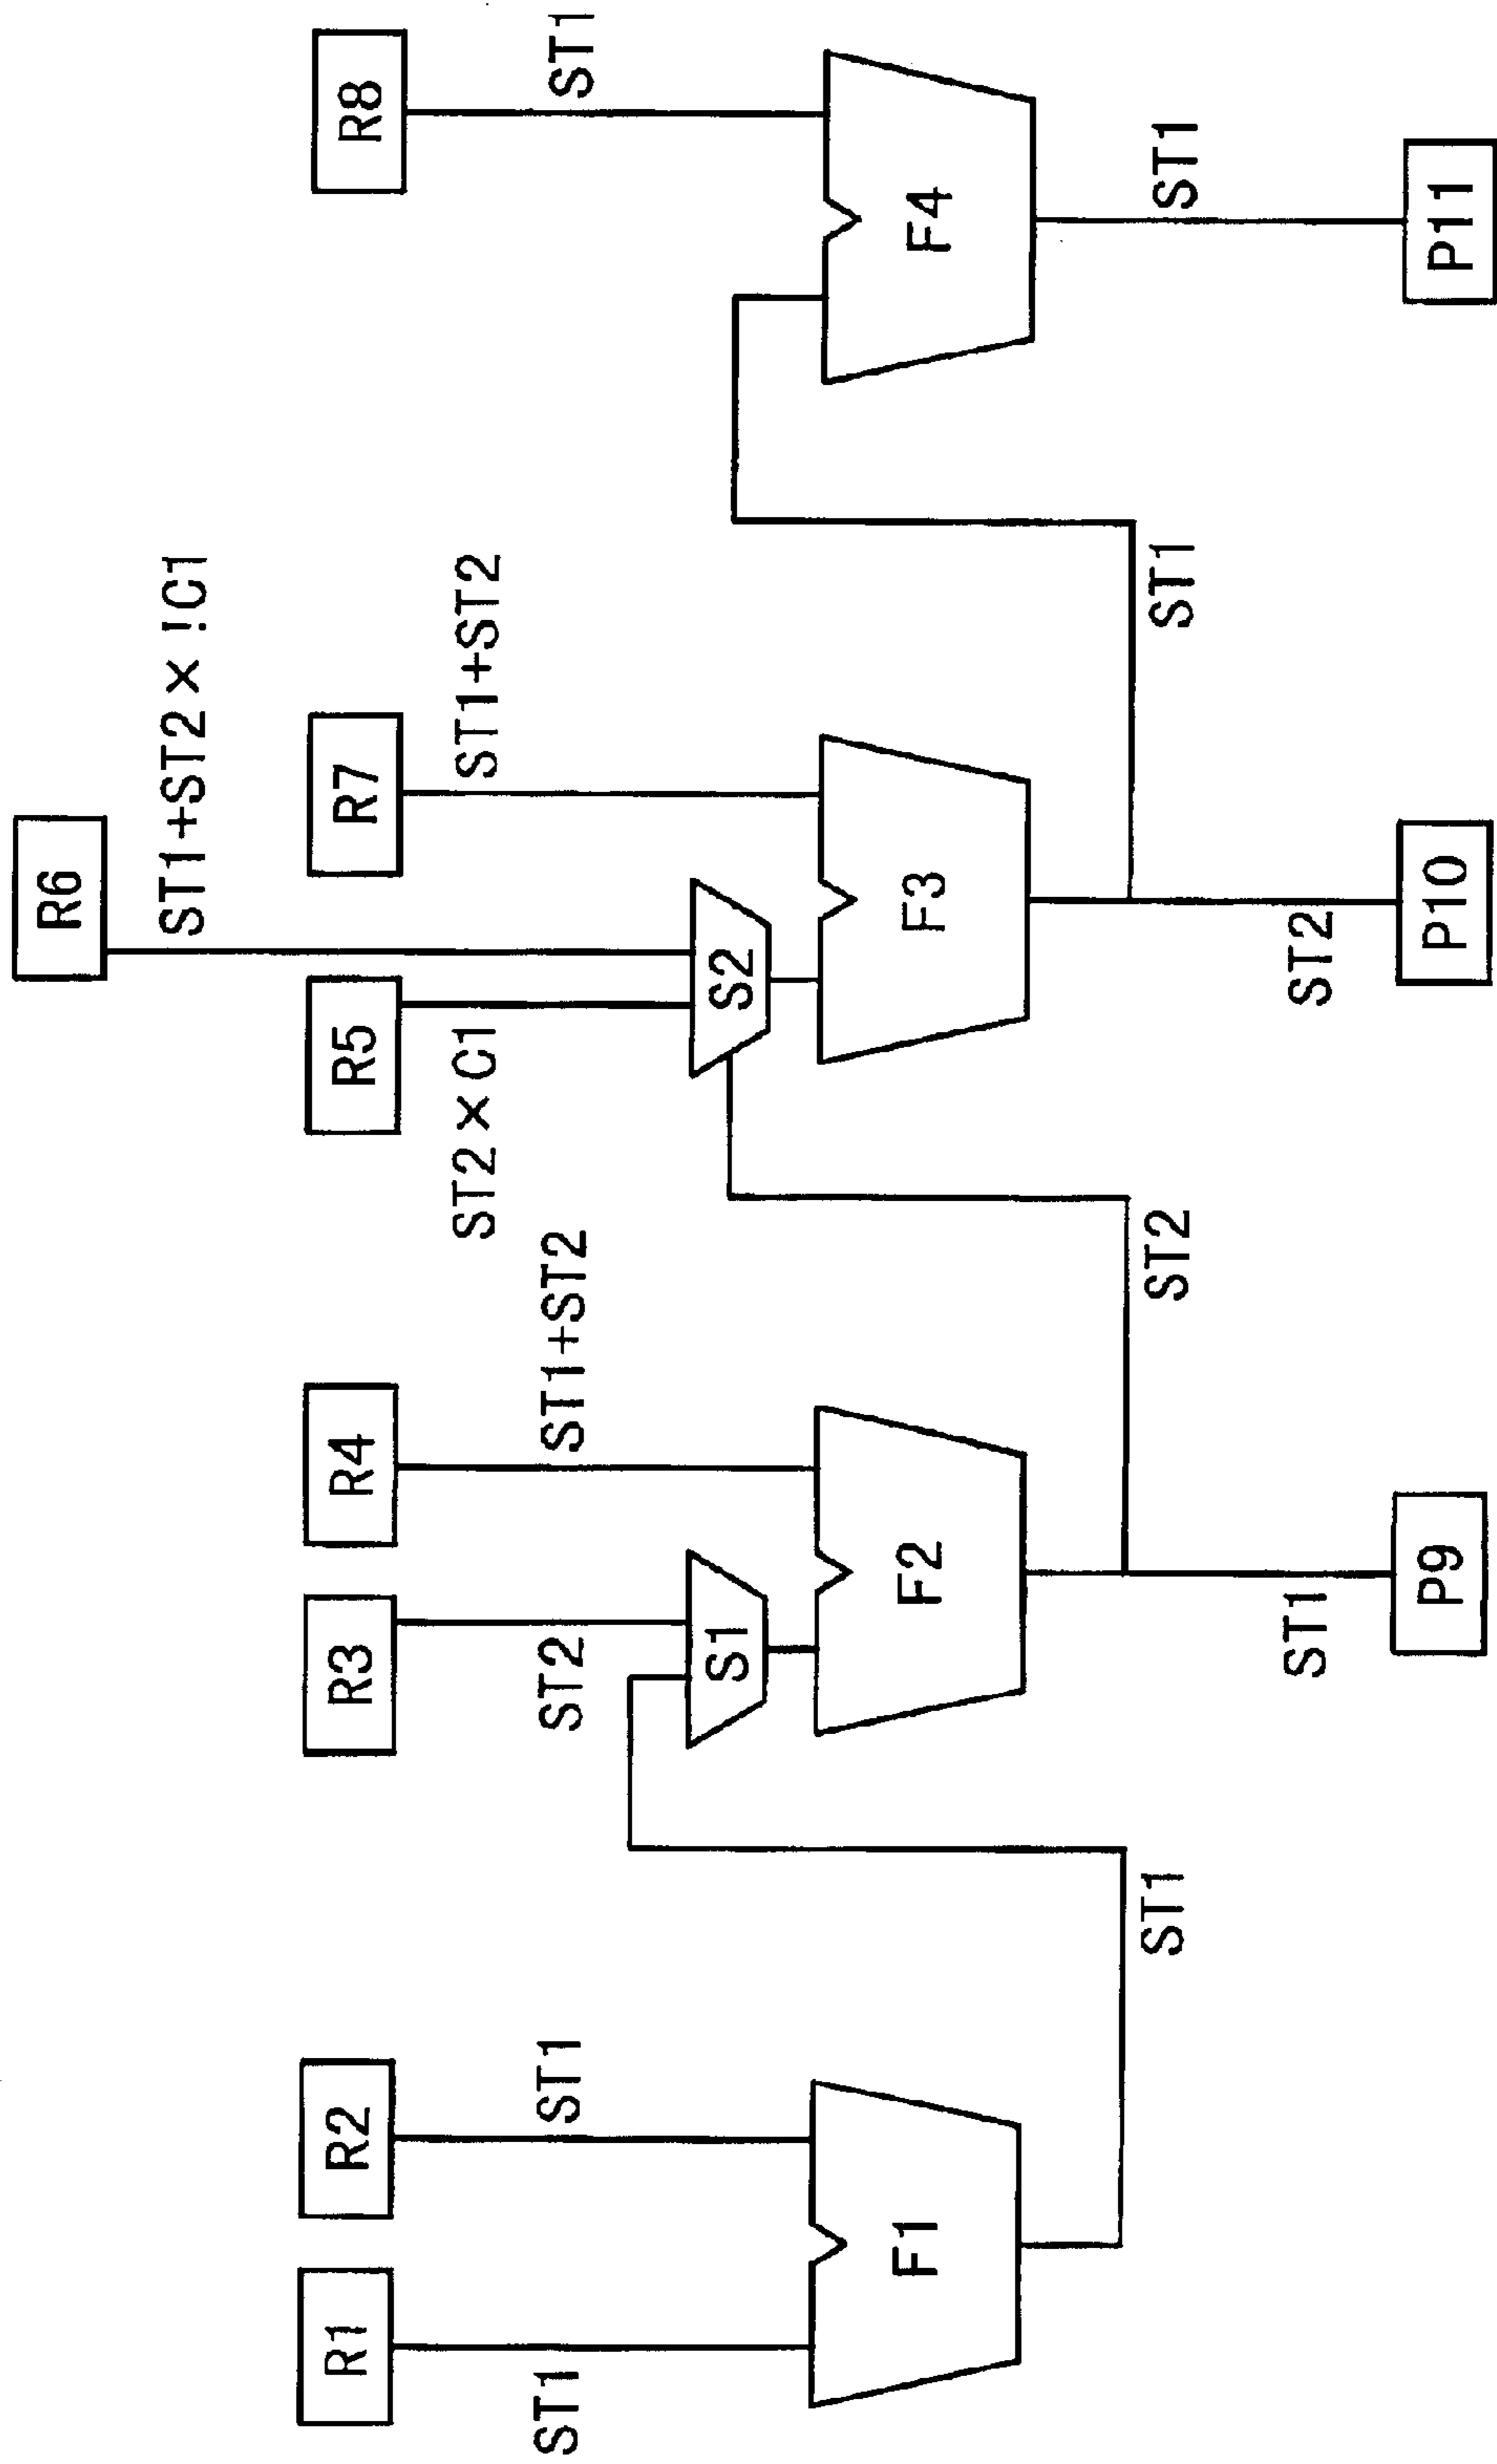 R6
ST1+ST2×!C1
R1
R2
R3
R4
R5
R7
R8
ST2×C1
ST1+ST2
ST1
ST1
ST2
ST1+ST2
ST1
S1
S2
F1
F2
F3
F4
ST1
ST2
ST1
ST1
ST1
ST2
P9
P10
P11